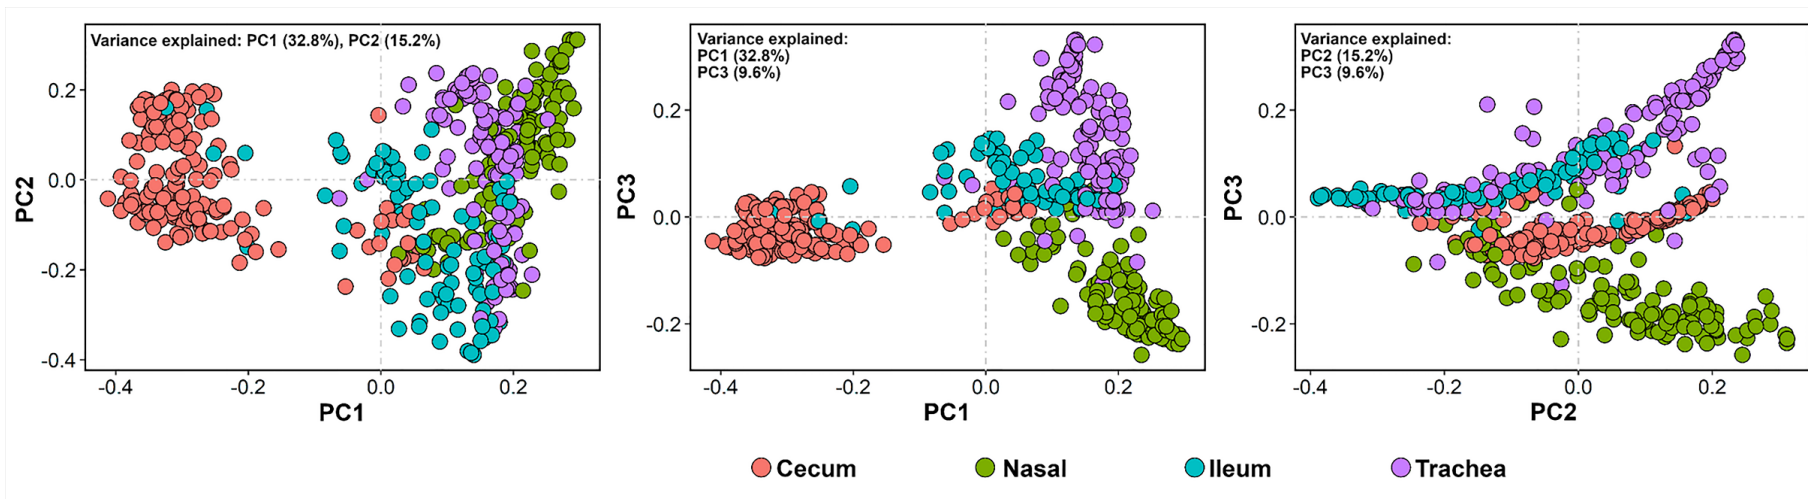 Variance explained: PC1 (32.8%), PC2 (15.2%)
0.2
0.0
-0.2
-0.4
PC2
-0.4
-0.2
0.0
0.2
PC1
Variance explained:
PC1 (32.8%)
PC3 (9.6%)
0.2
0.0
-0.2
PC3
-0.4
-0.2
0.0
0.2
PC1
Variance explained:
PC2 (15.2%)
PC3 (9.6%)
0.2
0.0
-0.2
PC3
-0.4
-0.2
0.0
0.2
PC2
Cecum
Nasal
Ileum
Trachea